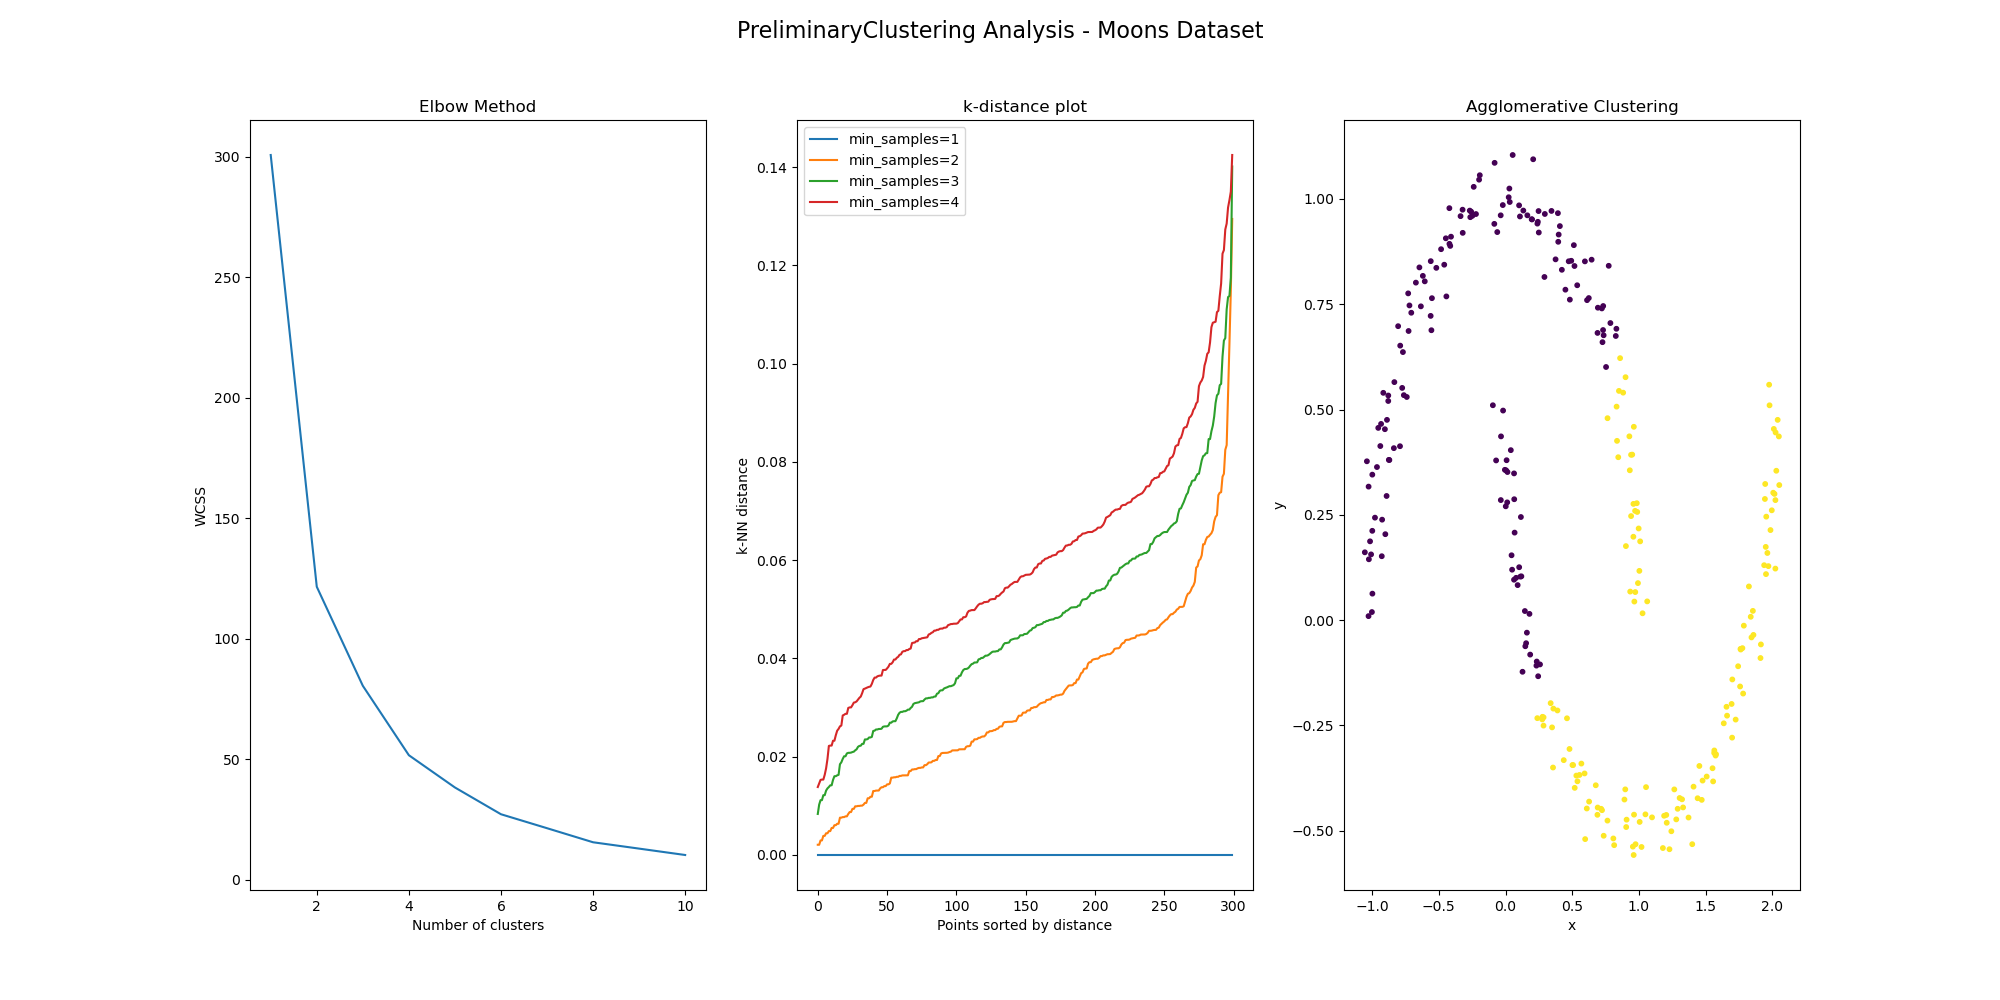 PreliminaryClustering Analysis - Moons Dataset
Elbow Method
WCSS
300
250
200
150
100
50
0
2 4 6 8 10
Number of clusters
k-distance plot
min_samples=1
min_samples=2
min_samples=3
min_samples=4
k-NN distance
0.14
0.12
0.10
0.08
0.06
0.04
0.02
0.00
0 50 100 150 200 250 300
Points sorted by distance
Agglomerative Clustering
y
1.00
0.75
0.50
0.25
0.00
−0.25
−0.50
−1.0 −0.5 0.0 0.5 1.0 1.5 2.0
x